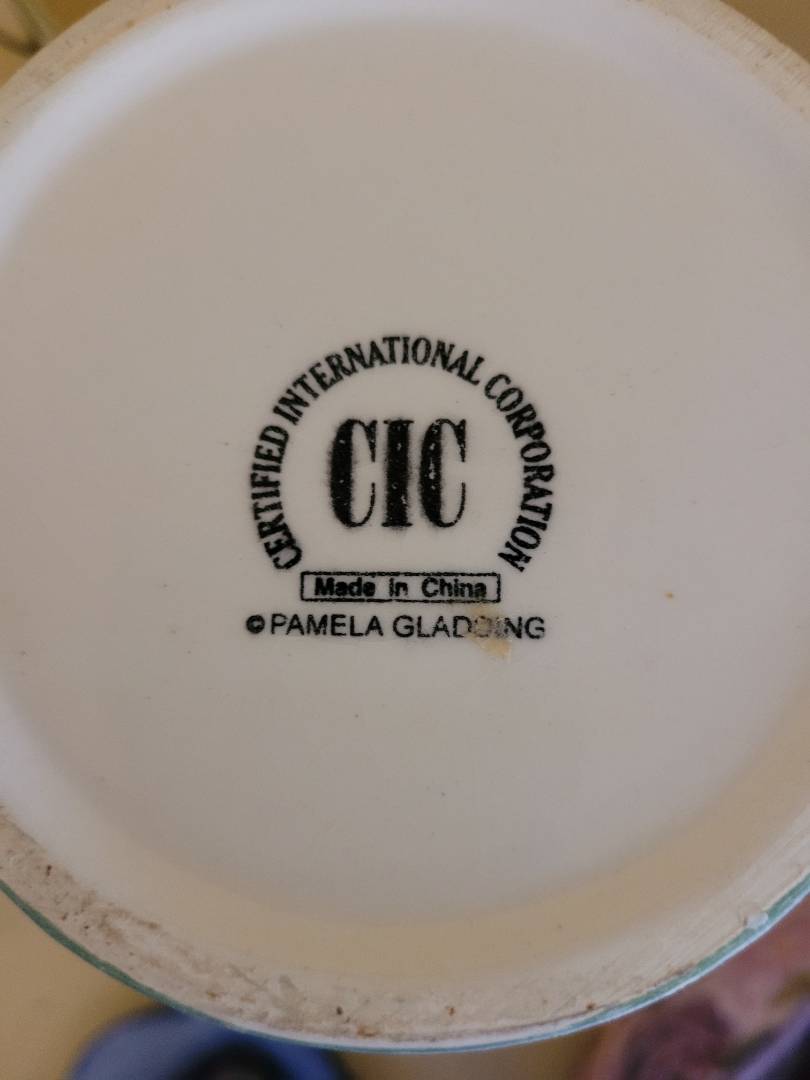 CERTIFIED INTERNATIONAL CORPORATION
CIC
Made in China
©PAMELA GLADDING